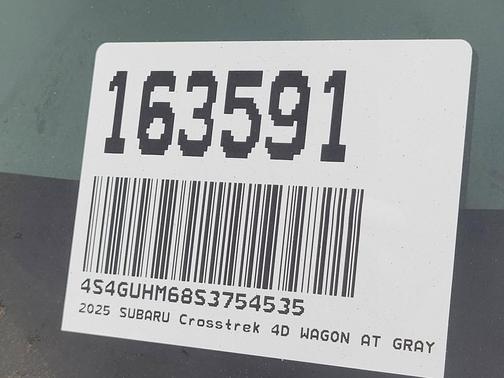 163591
4S4GUHM68S3754535
2025 SUBARU Crosstrek 4D WAGON AT GRAY